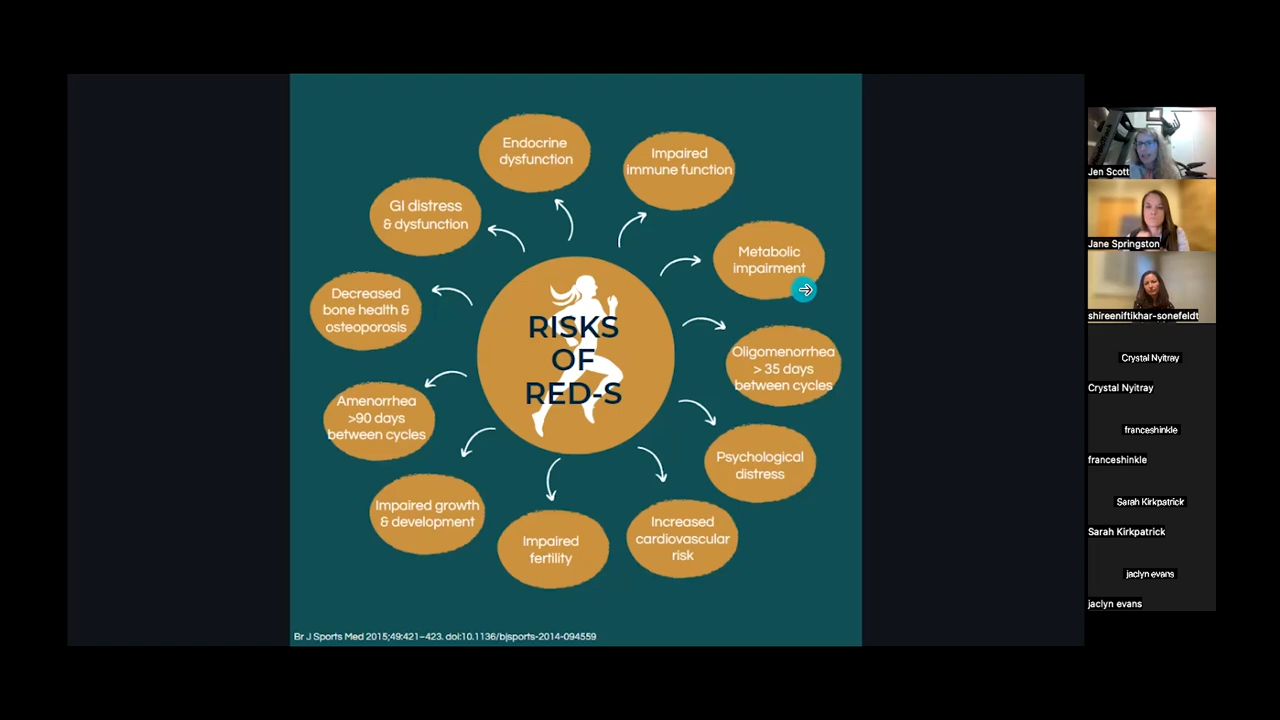 Endocrine
dysfunction
Impaired
immune function
GI distress
& dysfunction
Metabolic
impairment
Decreased
bone health &
osteoporosis
RISKS
OF
RED-S
Oligomenorrhea
> 35 days
between cycles
Amenorrhea
>90 days
between cycles
Psychological
distress
Impaired growth
& development
Impaired
fertility
Increased
cardiovascular
risk
Br J Sports Med 2015;49:421–423. doi:10.1136/bjsports-2014-094559
Jen Scott
Jane Springston
shireeniftikhar-sonefeldt
Crystal Nyitray
Crystal Nyitray
franceshinkle
franceshinkle
Sarah Kirkpatrick
Sarah Kirkpatrick
jaclyn evans
jaclyn evans